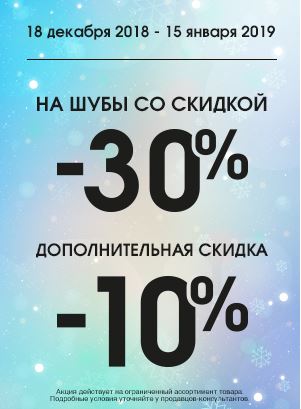 18 декабря 2018 - 15 января 2019
НА ШУБЫ СО СКИДКОЙ
-30%
ДОПОЛНИТЕЛЬНАЯ СКИДКА
-10%
Акция действует на ограниченный ассортимент товара.
Подробные условия уточняйте у продавцов-консультантов.